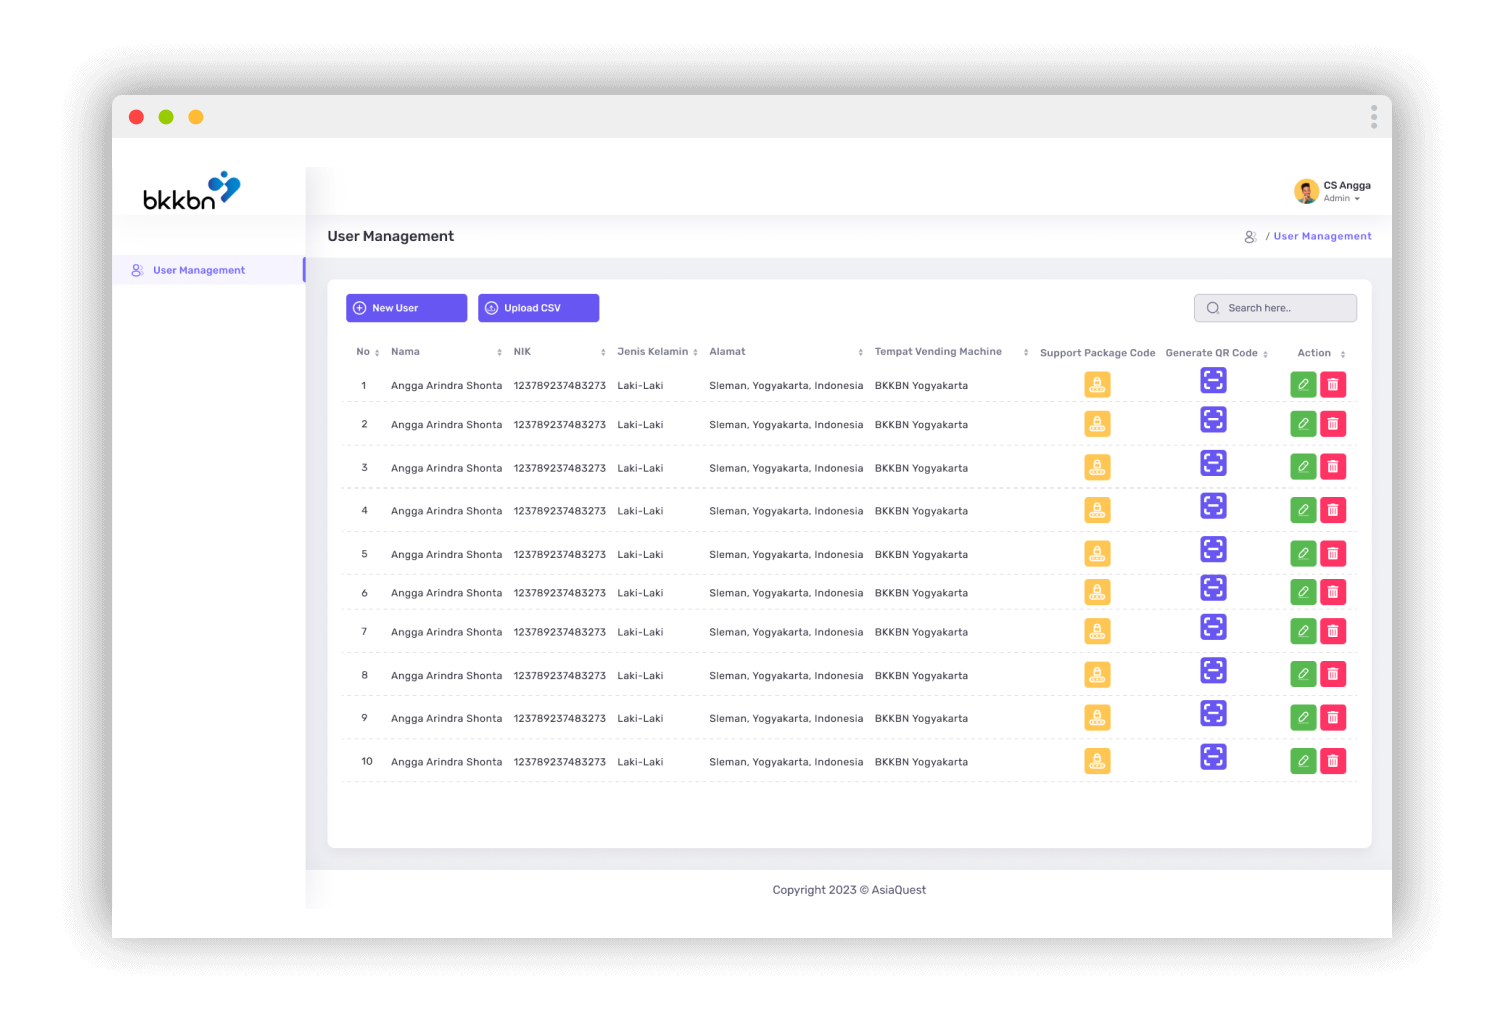 bkkbn
CS Angga
Admin
User Management
/ User Management
User Management
New User
Upload CSV
Search here..
No Nama NIK Jenis Kelamin Alamat Tempat Vending Machine Support Package Code Generate QR Code Action
1 Angga Arindra Shonta 123789237483273 Laki-Laki Sleman, Yogyakarta, Indonesia BKKBN Yogyakarta
2 Angga Arindra Shonta 123789237483273 Laki-Laki Sleman, Yogyakarta, Indonesia BKKBN Yogyakarta
3 Angga Arindra Shonta 123789237483273 Laki-Laki Sleman, Yogyakarta, Indonesia BKKBN Yogyakarta
4 Angga Arindra Shonta 123789237483273 Laki-Laki Sleman, Yogyakarta, Indonesia BKKBN Yogyakarta
5 Angga Arindra Shonta 123789237483273 Laki-Laki Sleman, Yogyakarta, Indonesia BKKBN Yogyakarta
6 Angga Arindra Shonta 123789237483273 Laki-Laki Sleman, Yogyakarta, Indonesia BKKBN Yogyakarta
7 Angga Arindra Shonta 123789237483273 Laki-Laki Sleman, Yogyakarta, Indonesia BKKBN Yogyakarta
8 Angga Arindra Shonta 123789237483273 Laki-Laki Sleman, Yogyakarta, Indonesia BKKBN Yogyakarta
9 Angga Arindra Shonta 123789237483273 Laki-Laki Sleman, Yogyakarta, Indonesia BKKBN Yogyakarta
10 Angga Arindra Shonta 123789237483273 Laki-Laki Sleman, Yogyakarta, Indonesia BKKBN Yogyakarta
Copyright 2023 © AsiaQuest